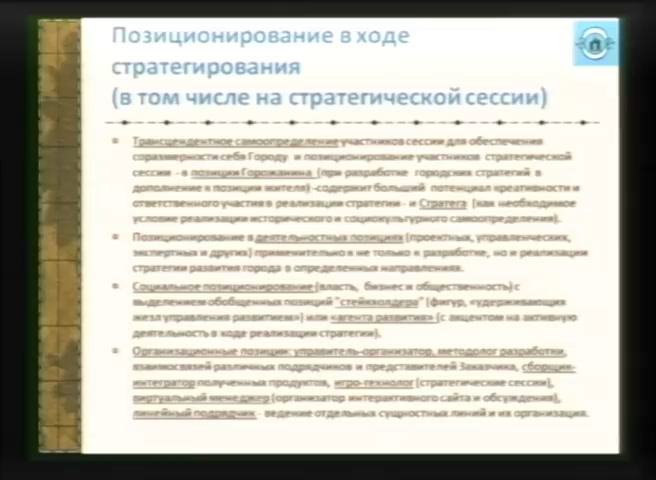 Позиционирование в ходе
стратегирования
(в том числе на стратегической сессии)
Трансцендентное самоопределение участников сессии для обеспечения
соразмерности себя Городу и позиционирование участников стратегической
сессии - в позиции Горожанина (при разработке городских стратегий в
дополнение к позиции жителя) -содержит больший потенциал креативности и
ответственного участия в реализации стратегии - и Стратега (как необходимое
условие реализации исторического и социокультурного самоопределения).
Позиционирование в деятельностных позициях (проектных, управленческих,
экспертных и других) применительно к не только к разработке, но и реализации
стратегии развития города в определенных направлениях.
Социальное позиционирование (власть, бизнес и общественность) с
выделением обобщенных позиций "стейкхолдера" (фигур, «удерживающих
жезл управления развитием») или «агента развития» (с акцентом на активную
деятельность в ходе реализации стратегии).
Организационные позиции: управитель-организатор, методолог разработки,
взаимосвязей различных подрядчиков и представителей Заказчика, сборщик-
интегратор полученных продуктов, игро-технолог (стратегические сессии),
виртуальный менеджер (организатор интерактивного сайта и обсуждения),
линейный подрядчик - ведение отдельных сущностных линий и их организация.